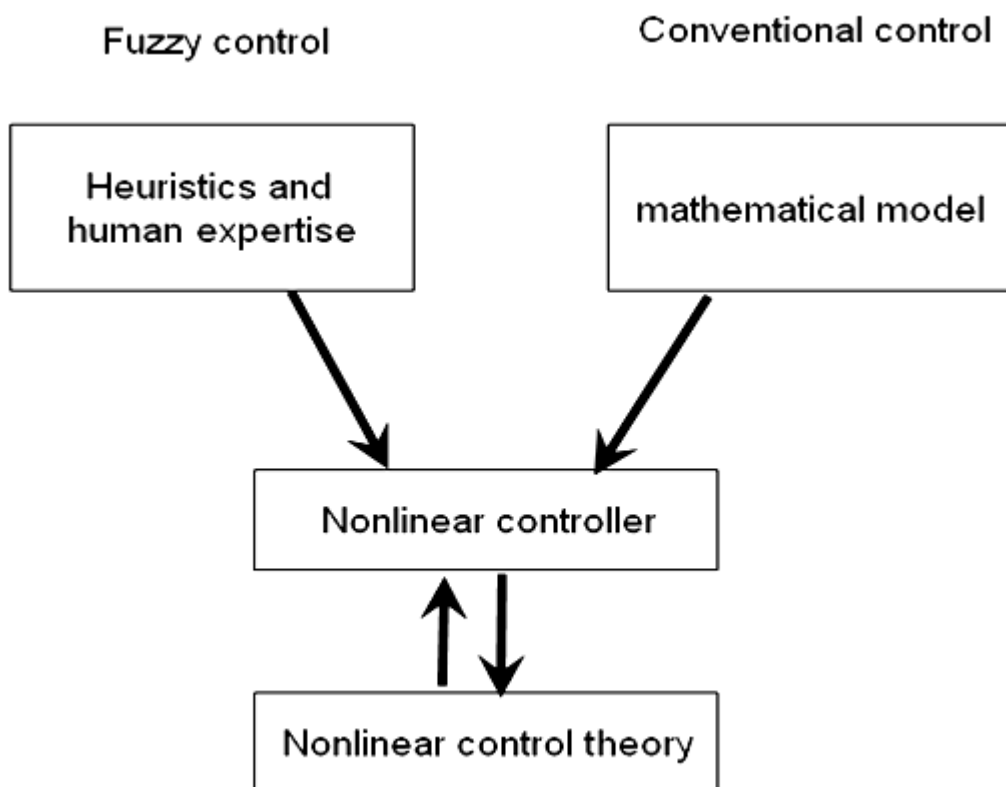 Fuzzy control
Conventional control
Heuristics and
human expertise
mathematical model
Nonlinear controller
Nonlinear control theory